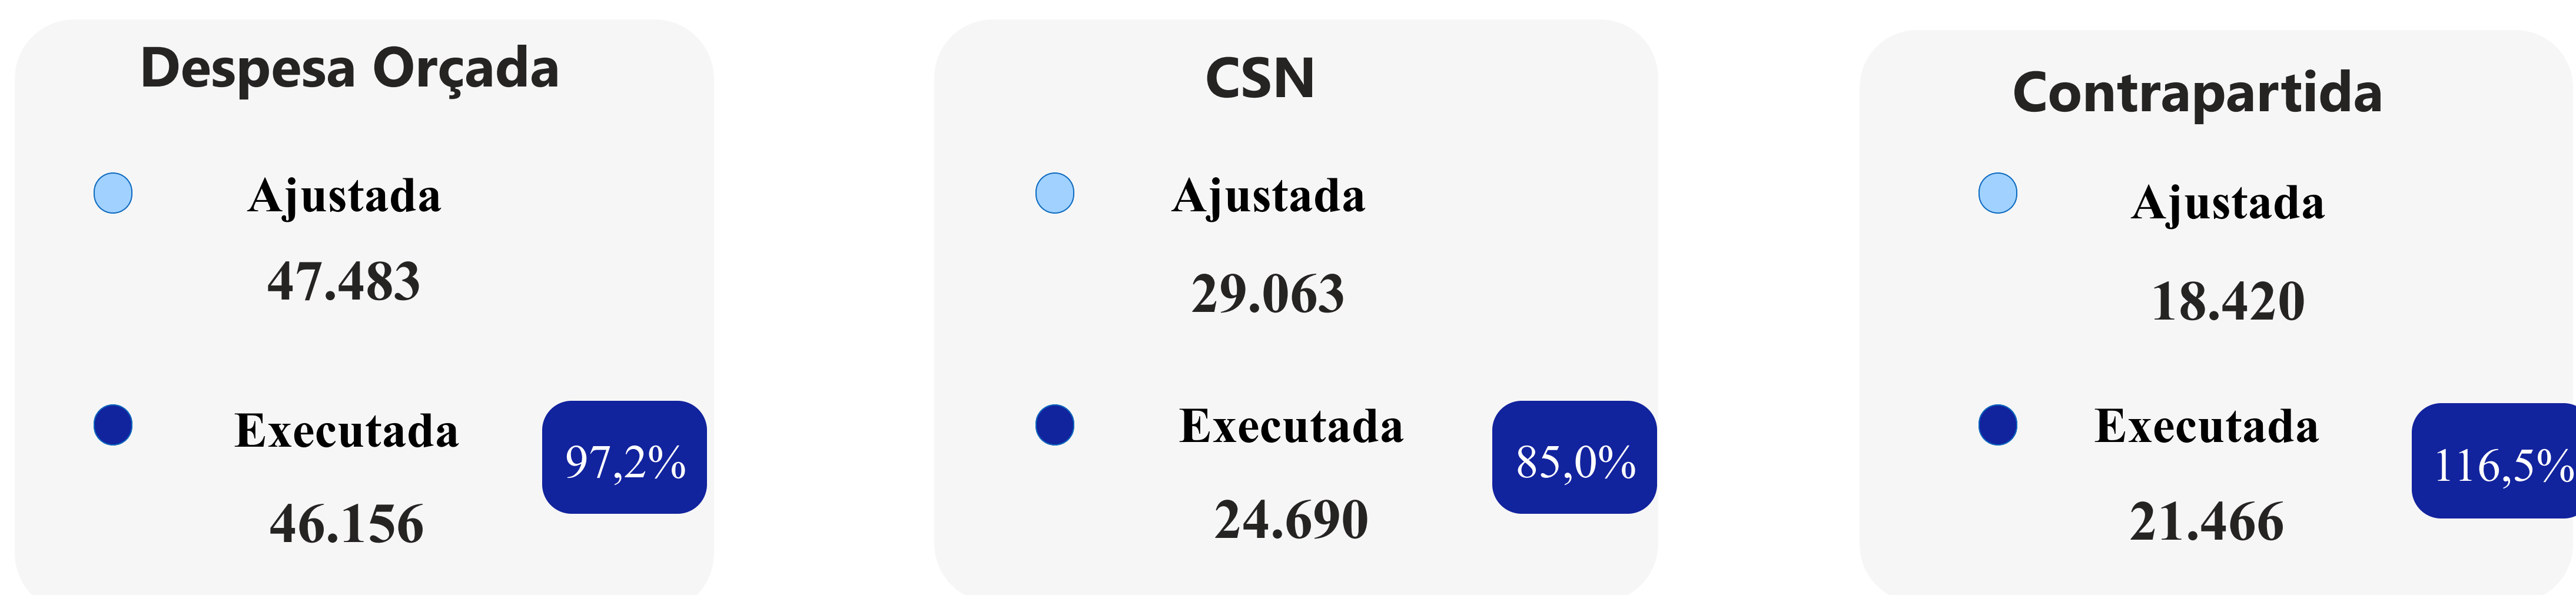 Despesa Orçada
Ajustada
47.483
Executada
97,2%
46.156
CSN
Ajustada
29.063
Executada
85,0%
24.690
Contrapartida
Ajustada
18.420
Executada
116,5%
21.466